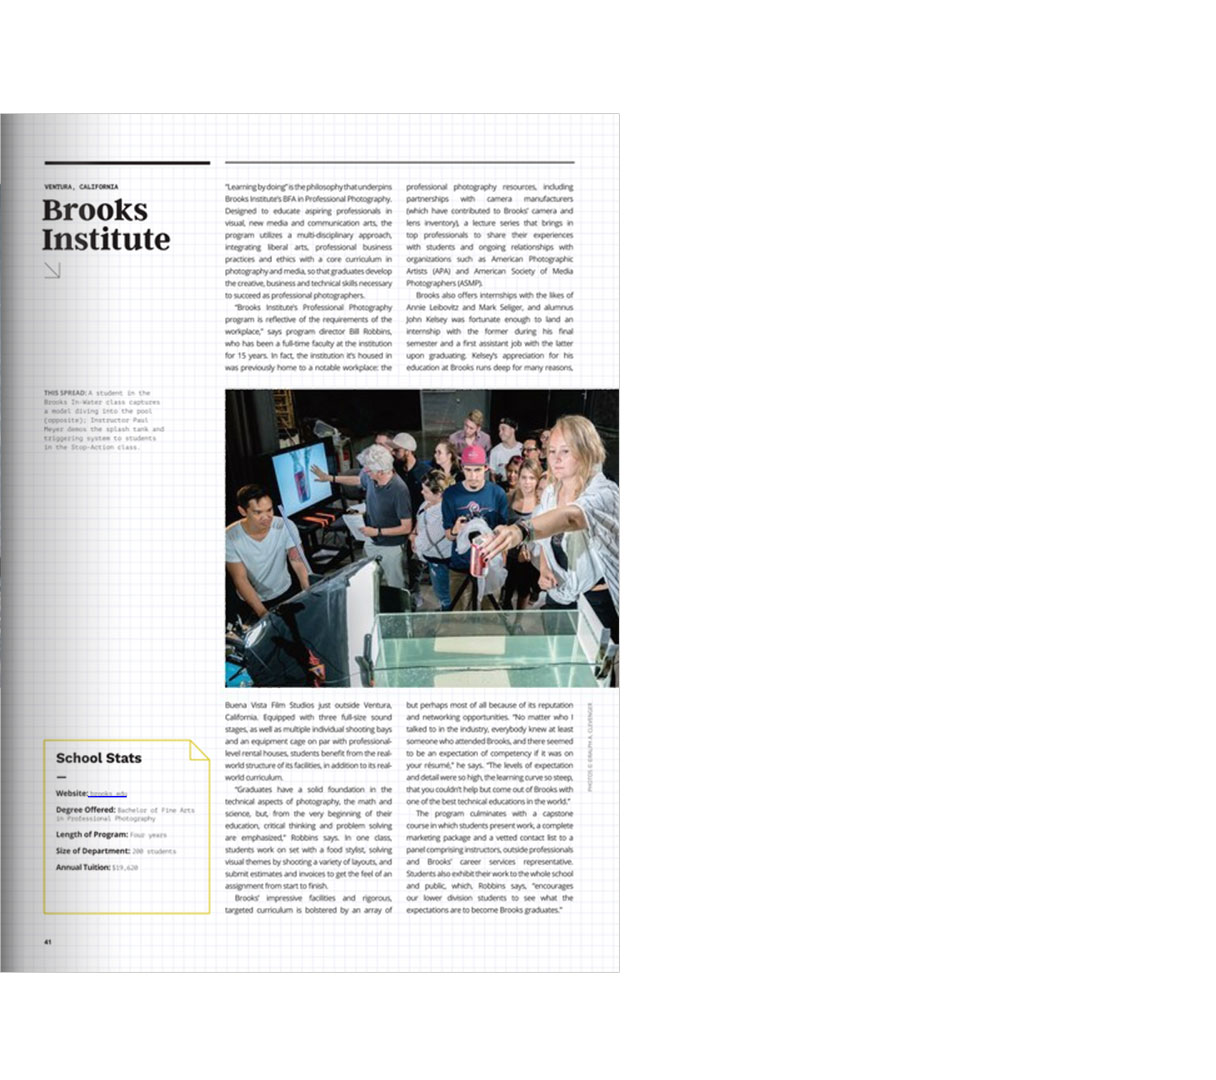 VENTURA, CALIFORNIA
Brooks
Institute
THIS SPREAD: A student in the
Brooks In-Water class captures
a model diving into the pool
(opposite); Instructor Paul
Meyer demos the splash tank and
triggering system to students
in the Stop-Action class.
School Stats
Website: brooks.edu
Degree Offered: Bachelor of Fine Arts
in Professional Photography
Length of Program: Four years
Size of Department: 200 students
Annual Tuition: $19,620
41
“Learning by doing” is the philosophy that underpins
Brooks Institute’s BFA in Professional Photography.
Designed to educate aspiring professionals in
visual, new media and communication arts, the
program utilizes a multi-disciplinary approach,
integrating liberal arts, professional business
practices and ethics with a core curriculum in
photography and media, so that graduates develop
the creative, business and technical skills necessary
to succeed as professional photographers.
“Brooks Institute’s Professional Photography
program is reflective of the requirements of the
workplace,” says program director Bill Robbins,
who has been a full-time faculty at the institution
for 15 years. In fact, the institution it’s housed in
was previously home to a notable workplace: the
Buena Vista Film Studios just outside Ventura,
California. Equipped with three full-size sound
stages, as well as multiple individual shooting bays
and an equipment cage on par with professional-
level rental houses, students benefit from the real-
world structure of its facilities, in addition to its real-
world curriculum.
“Graduates have a solid foundation in the
technical aspects of photography, the math and
science, but, from the very beginning of their
education, critical thinking and problem solving
are emphasized,” Robbins says. In one class,
students work on set with a food stylist, solving
visual themes by shooting a variety of layouts, and
submit estimates and invoices to get the feel of an
assignment from start to finish.
Brooks’ impressive facilities and rigorous,
targeted curriculum is bolstered by an array of
professional photography resources, including
partnerships with camera manufacturers
(which have contributed to Brooks’ camera and
lens inventory), a lecture series that brings in
top professionals to share their experiences
with students and ongoing relationships with
organizations such as American Photographic
Artists (APA) and American Society of Media
Photographers (ASMP).
Brooks also offers internships with the likes of
Annie Leibovitz and Mark Seliger, and alumnus
John Kelsey was fortunate enough to land an
internship with the former during his final
semester and a first assistant job with the latter
upon graduating. Kelsey’s appreciation for his
education at Brooks runs deep for many reasons,
but perhaps most of all because of its reputation
and networking opportunities. “No matter who I
talked to in the industry, everybody knew at least
someone who attended Brooks, and there seemed
to be an expectation of competency if it was on
your résumé,” he says. “The levels of expectation
and detail were so high, the learning curve so steep,
that you couldn’t help but come out of Brooks with
one of the best technical educations in the world.”
The program culminates with a capstone
course in which students present work, a complete
marketing package and a vetted contact list to a
panel comprising instructors, outside professionals
and Brooks’ career services representative.
Students also exhibit their work to the whole school
and public, which, Robbins says, “encourages
our lower division students to see what the
expectations are to become Brooks graduates.”
PHOTOS © RALPH A. CLEVENGER